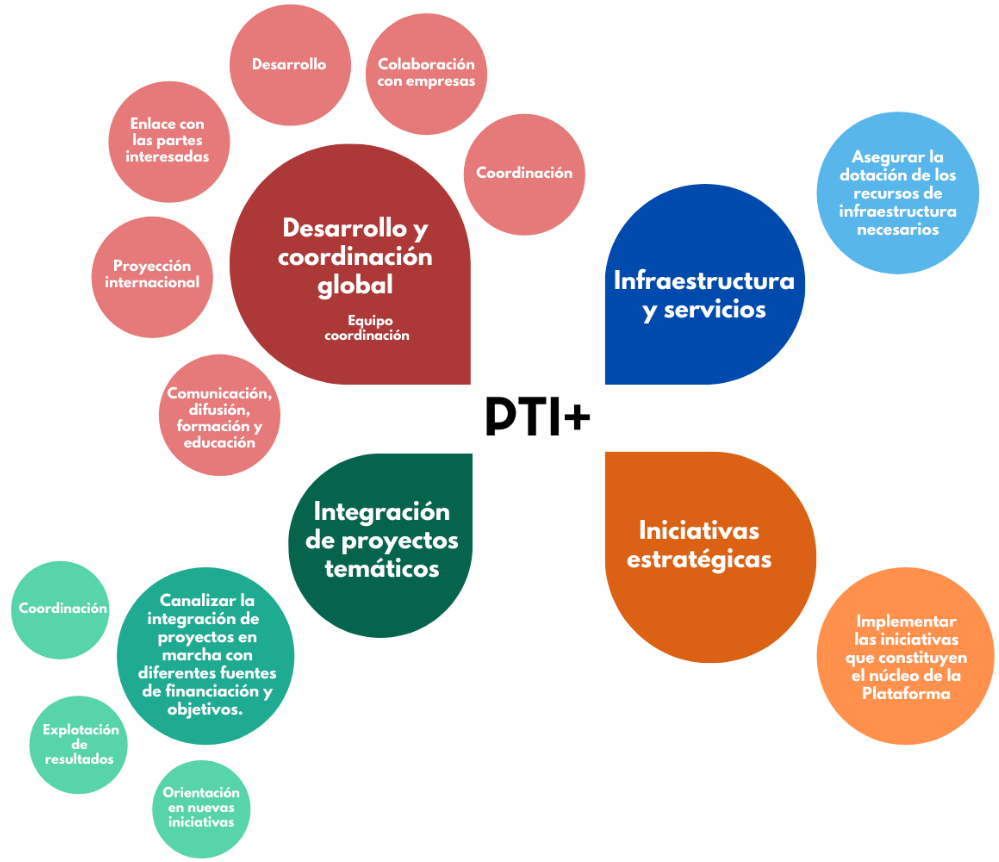 Desarrollo
Colaboración
con empresas
Enlace con
las partes
interesadas
Coordinación
Proyección
internacional
Comunicación,
difusión,
formación y
educación
Desarrollo y
coordinación
global
Equipo
coordinación
Asegurar la
dotación de los
recursos de
infraestructura
necesarios
Infraestructura
y servicios
PTI+
Integración
de proyectos
temáticos
Iniciativas
estratégicas
Coordinación
Canalizar la
integración de
proyectos en
marcha con
diferentes fuentes
de financiación y
objetivos.
Explotación
de
resultados
Orientación
en nuevas
iniciativas
Implementar
las iniciativas
que constituyen
el núcleo de la
Plataforma